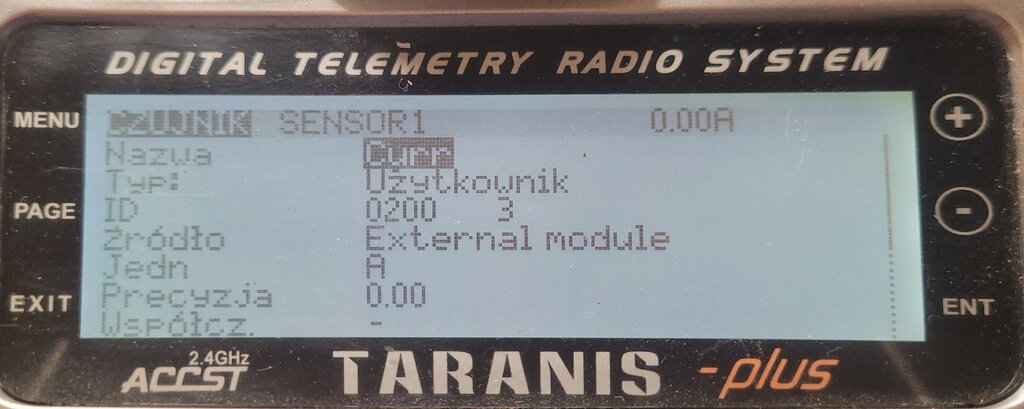 DIGITAL TELEMETRY RADIO SYSTEM
MENU
PAGE
EXIT
CZUJNIK SENSOR1 0.00A
Nazwa Curr
Typ: Użytkownik
ID 0200 3
Źródło External module
Jedn A
Precyzja 0.00
Współcz. -
+
-
ENT
2.4GHz
ACCST
TARANIS -plus